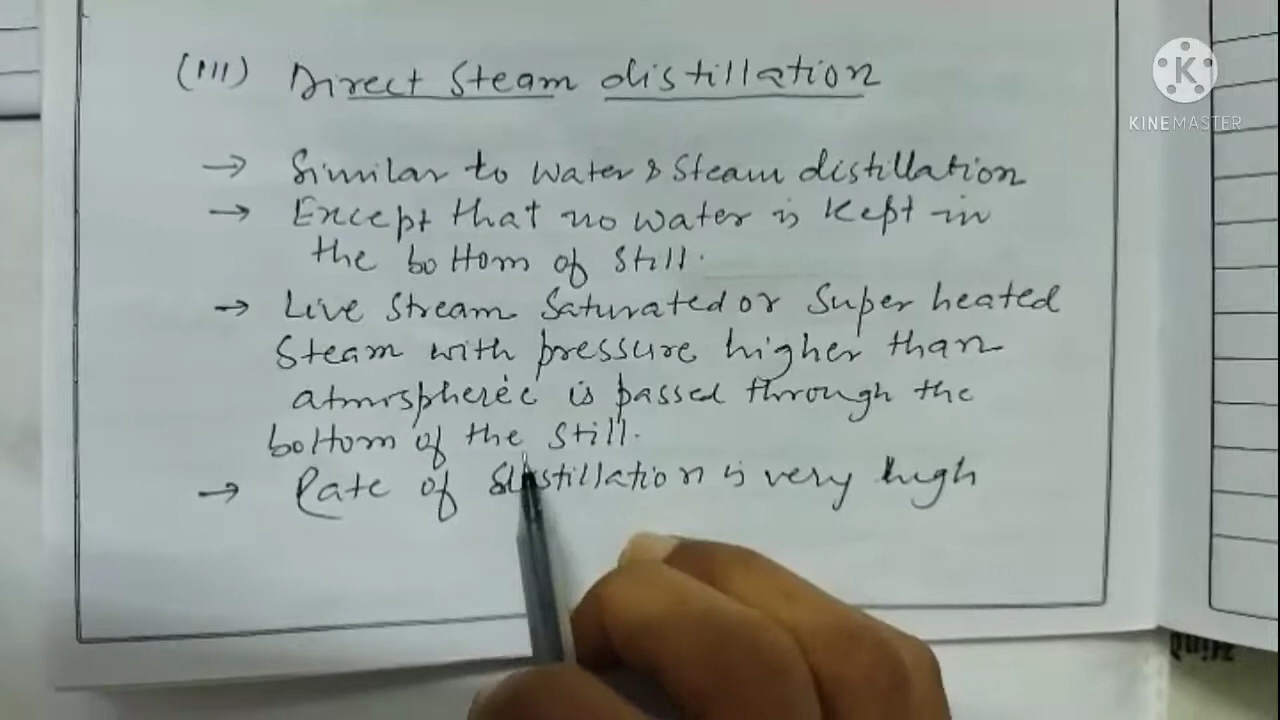 (III) Direct Steam distillation
K
KINEMASTER
→ Similar to water & Steam distillation
→ Except that no water is kept in
the bottom of still.
→ Live stream Saturated or Super heated
Steam with pressure higher than
atmospheric is passed through the
bottom of the still.
→ Rate of distillation is very high